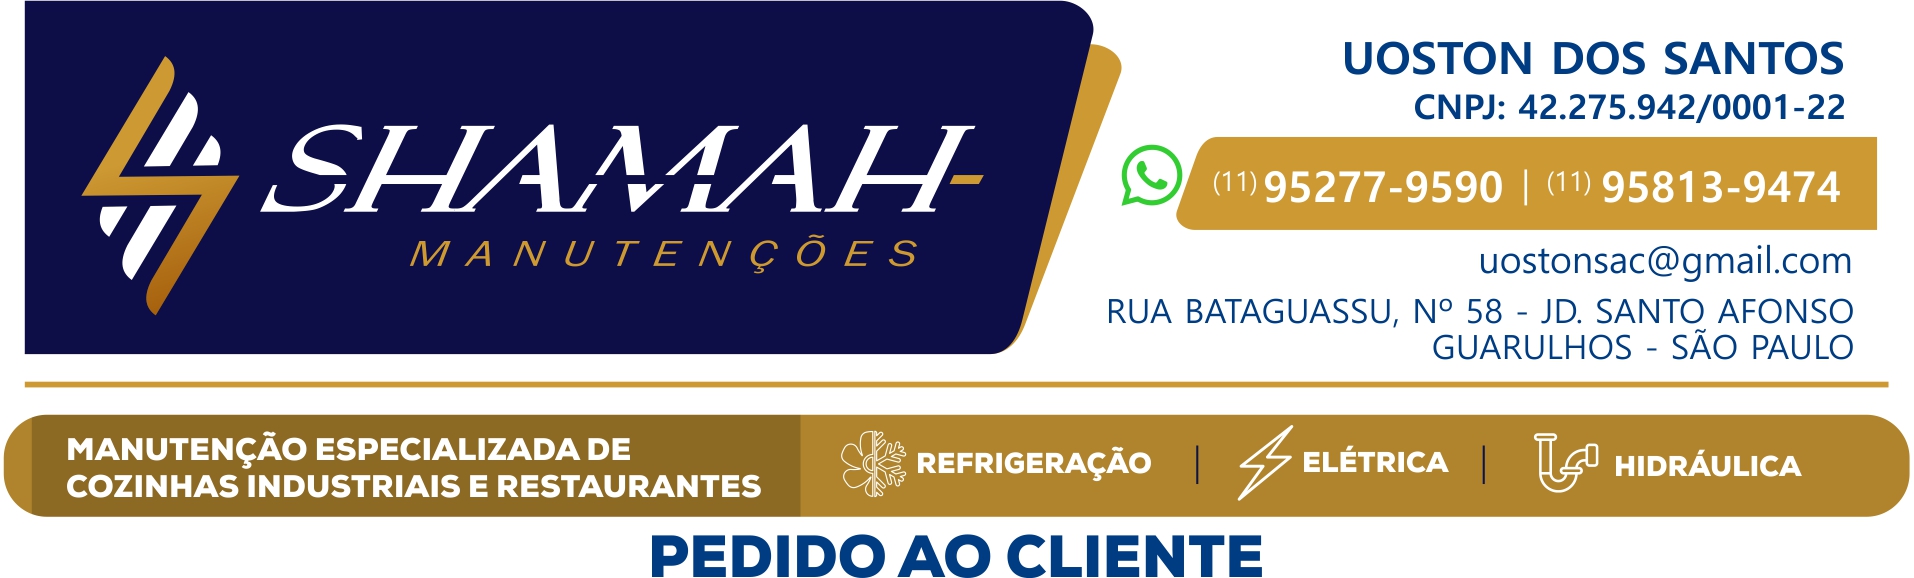 SHAMAH
MANUTENÇÕES
UOSTON DOS SANTOS
CNPJ: 42.275.942/0001-22
(11) 95277-9590 | (11) 95813-9474
uostonsac@gmail.com
RUA BATAGUASSU, Nº 58 - JD. SANTO AFONSO
GUARULHOS - SÃO PAULO
MANUTENÇÃO ESPECIALIZADA DE
COZINHAS INDUSTRIAIS E RESTAURANTES
REFRIGERAÇÃO | ELÉTRICA | HIDRÁULICA
PEDIDO AO CLIENTE